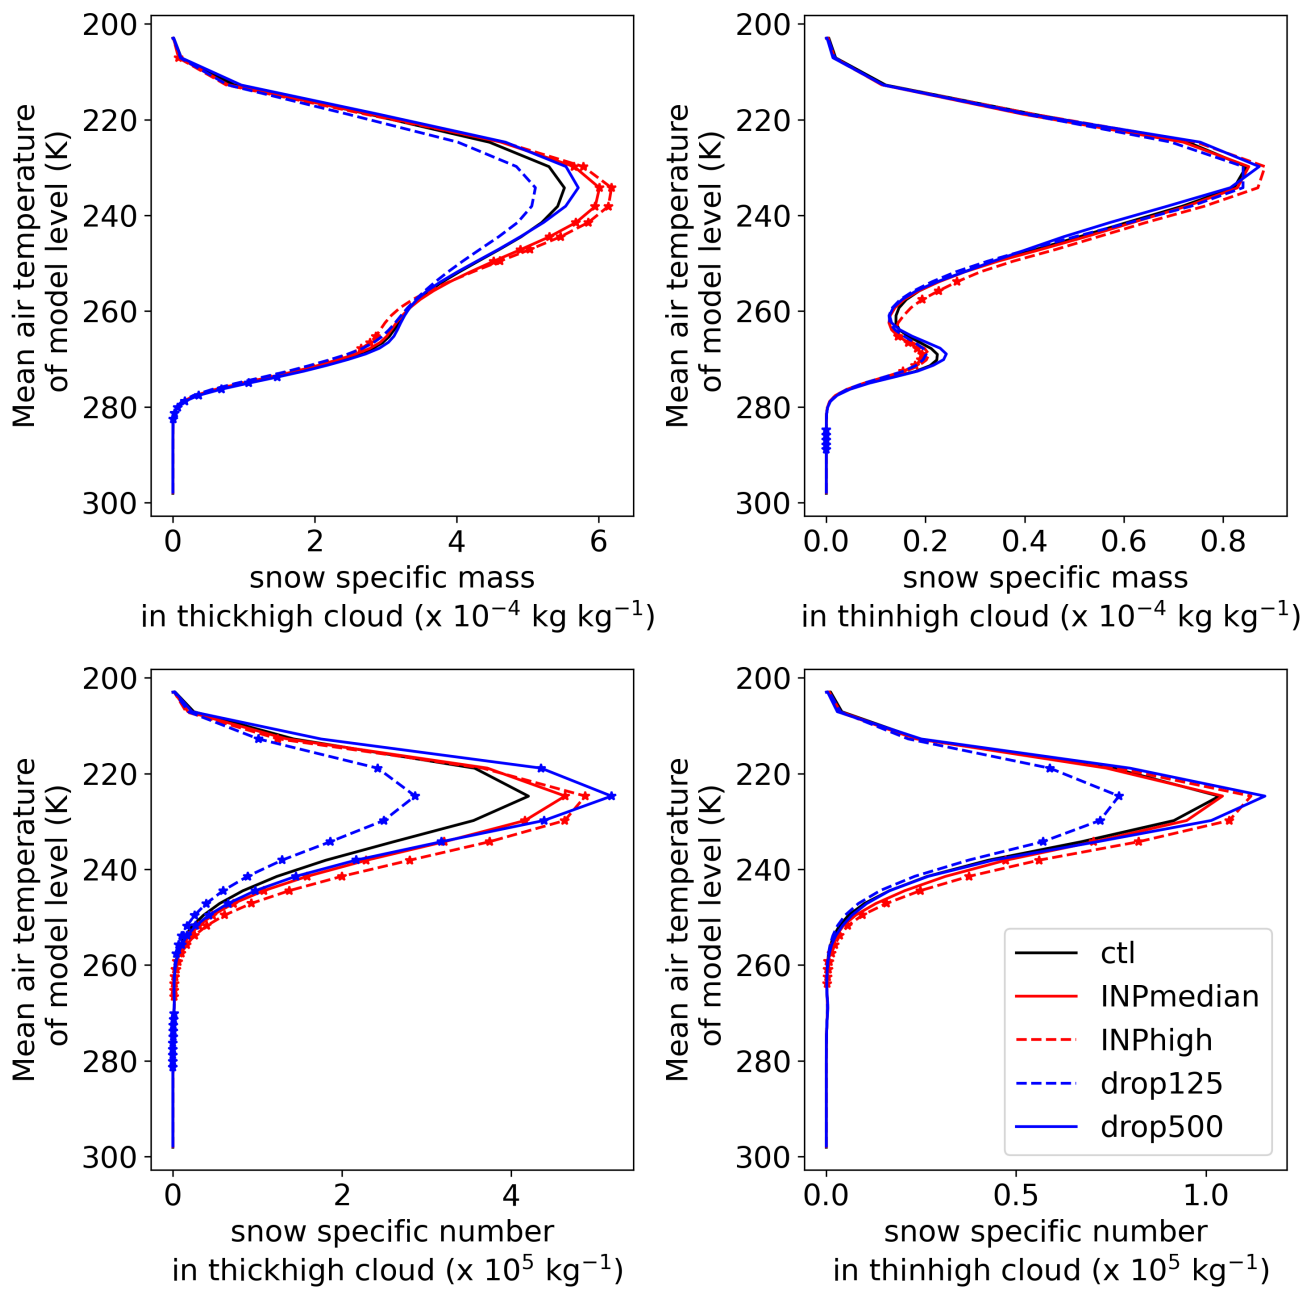 200
220
240
260
280
300
Mean air temperature
of model level (K)
0 2 4 6
snow specific mass
in thickhigh cloud (x 10⁻⁴ kg kg⁻¹)
200
220
240
260
280
300
Mean air temperature
of model level (K)
0.0 0.2 0.4 0.6 0.8
snow specific mass
in thinhigh cloud (x 10⁻⁴ kg kg⁻¹)
200
220
240
260
280
300
Mean air temperature
of model level (K)
0 2 4
snow specific number
in thickhigh cloud (x 10⁵ kg⁻¹)
200
220
240
260
280
300
Mean air temperature
of model level (K)
ctl
INPmedian
INPhigh
drop125
drop500
0.0 0.5 1.0
snow specific number
in thinhigh cloud (x 10⁵ kg⁻¹)